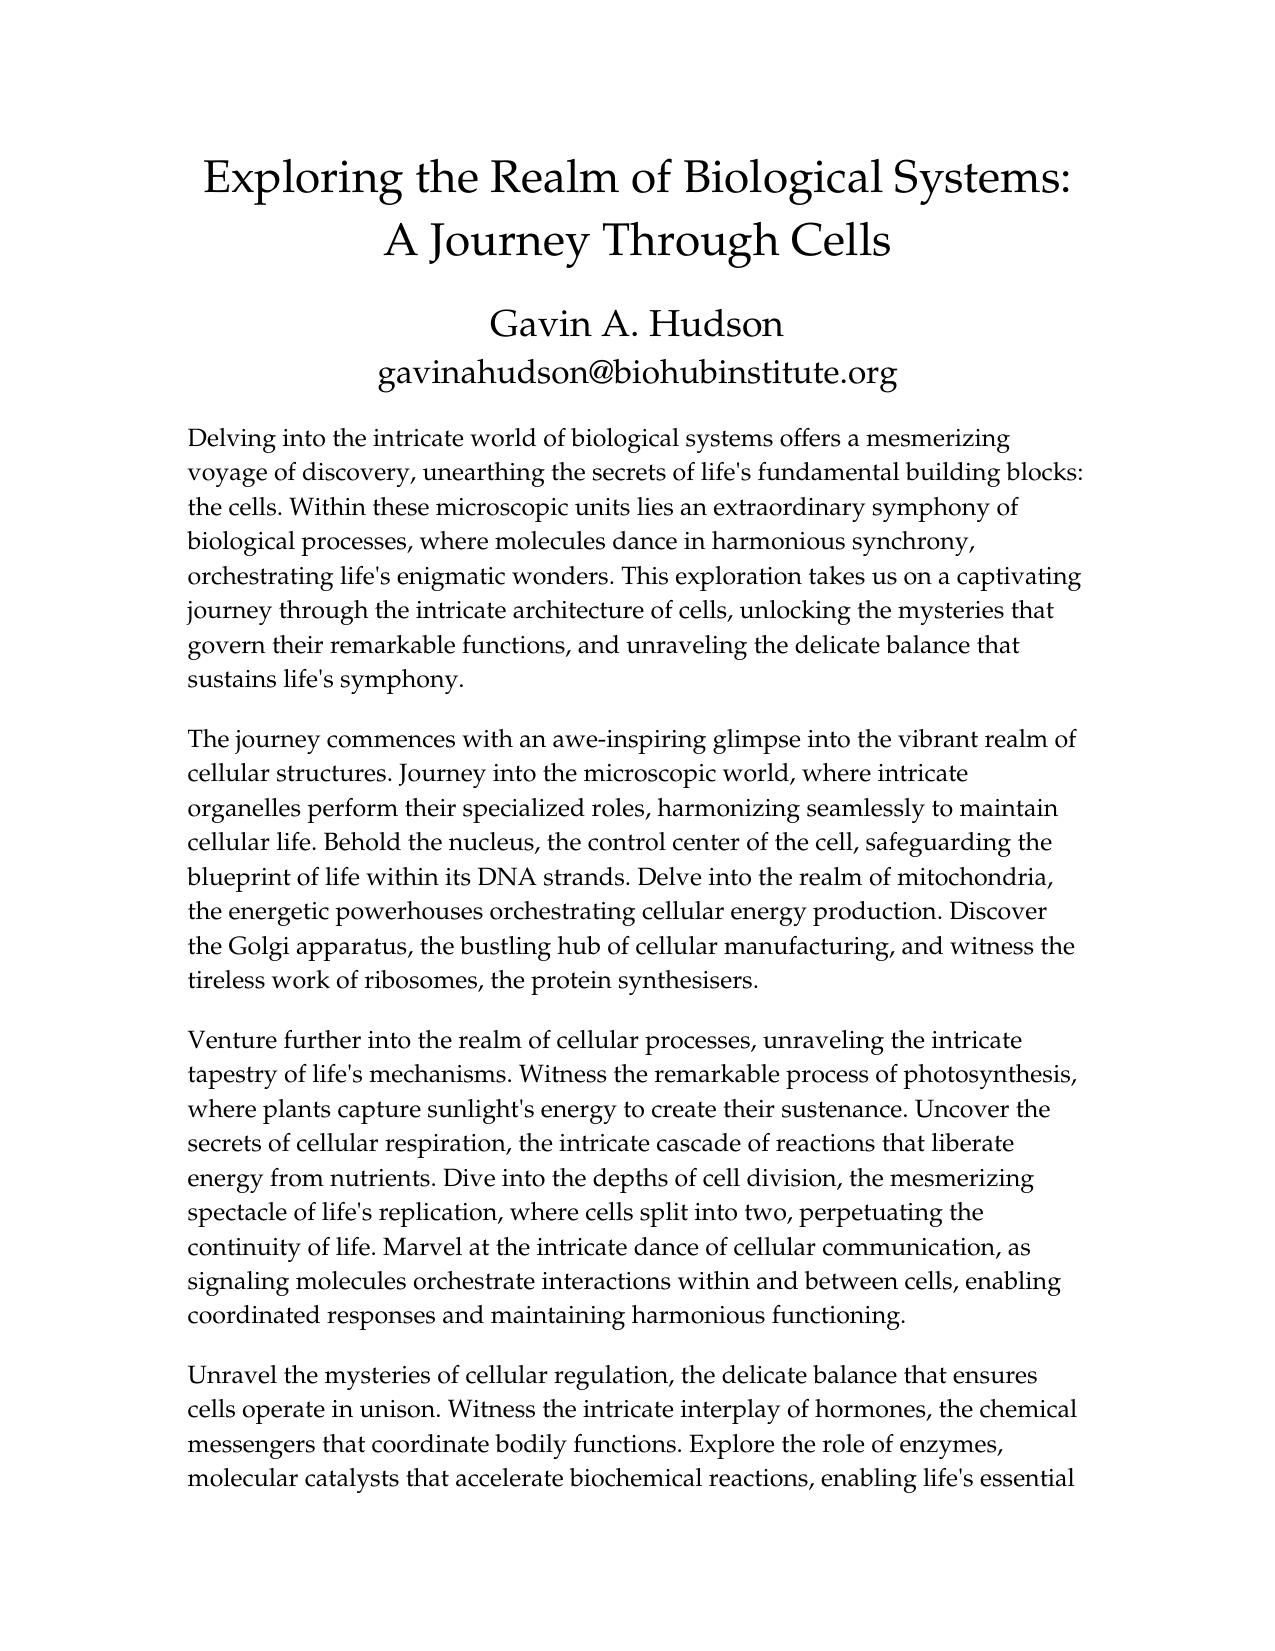 Exploring the Realm of Biological Systems:
A Journey Through Cells
Gavin A. Hudson
gavinahudson@biohubinstitute.org
Delving into the intricate world of biological systems offers a mesmerizing
voyage of discovery, unearthing the secrets of life's fundamental building blocks:
the cells. Within these microscopic units lies an extraordinary symphony of
biological processes, where molecules dance in harmonious synchrony,
orchestrating life's enigmatic wonders. This exploration takes us on a captivating
journey through the intricate architecture of cells, unlocking the mysteries that
govern their remarkable functions, and unraveling the delicate balance that
sustains life's symphony.
The journey commences with an awe-inspiring glimpse into the vibrant realm of
cellular structures. Journey into the microscopic world, where intricate
organelles perform their specialized roles, harmonizing seamlessly to maintain
cellular life. Behold the nucleus, the control center of the cell, safeguarding the
blueprint of life within its DNA strands. Delve into the realm of mitochondria,
the energetic powerhouses orchestrating cellular energy production. Discover
the Golgi apparatus, the bustling hub of cellular manufacturing, and witness the
tireless work of ribosomes, the protein synthesisers.
Venture further into the realm of cellular processes, unraveling the intricate
tapestry of life's mechanisms. Witness the remarkable process of photosynthesis,
where plants capture sunlight's energy to create their sustenance. Uncover the
secrets of cellular respiration, the intricate cascade of reactions that liberate
energy from nutrients. Dive into the depths of cell division, the mesmerizing
spectacle of life's replication, where cells split into two, perpetuating the
continuity of life. Marvel at the intricate dance of cellular communication, as
signaling molecules orchestrate interactions within and between cells, enabling
coordinated responses and maintaining harmonious functioning.
Unravel the mysteries of cellular regulation, the delicate balance that ensures
cells operate in unison. Witness the intricate interplay of hormones, the chemical
messengers that coordinate bodily functions. Explore the role of enzymes,
molecular catalysts that accelerate biochemical reactions, enabling life's essential